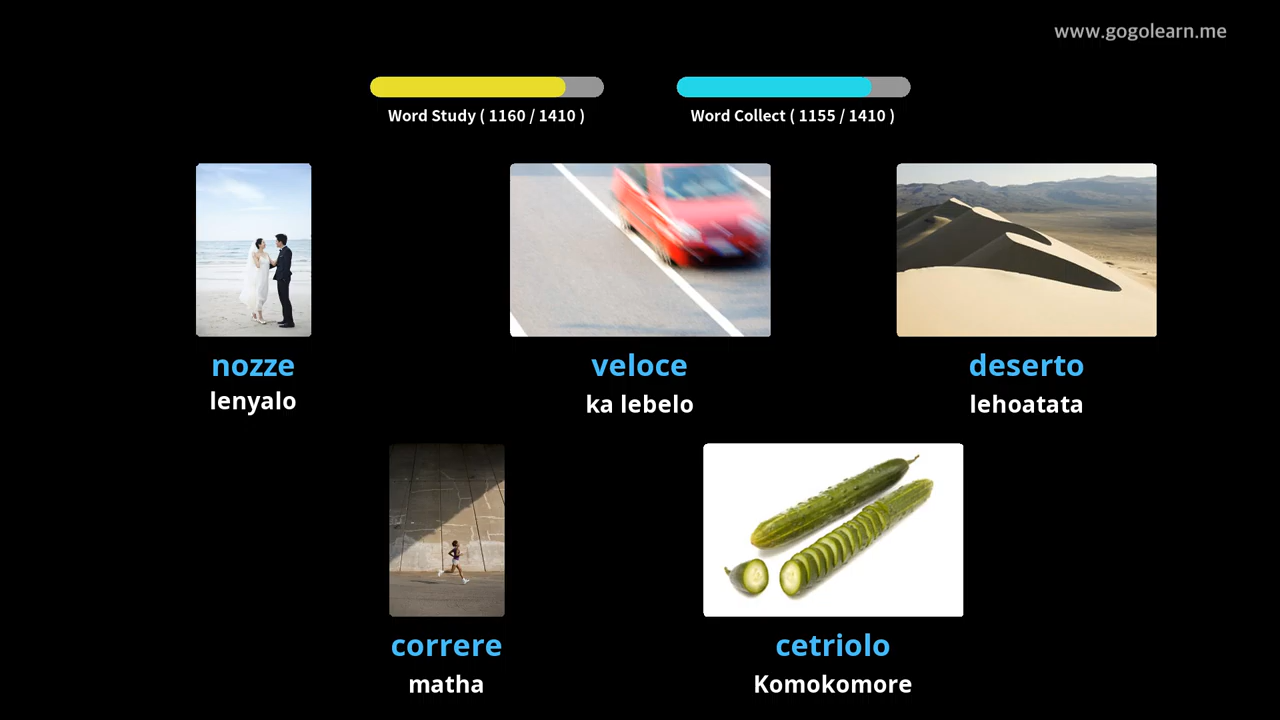 www.gogolearn.me
Word Study ( 1160 / 1410 )
Word Collect ( 1155 / 1410 )
nozze
lenyalo
veloce
ka lebelo
deserto
lehoatata
correre
matha
cetriolo
Komokomore